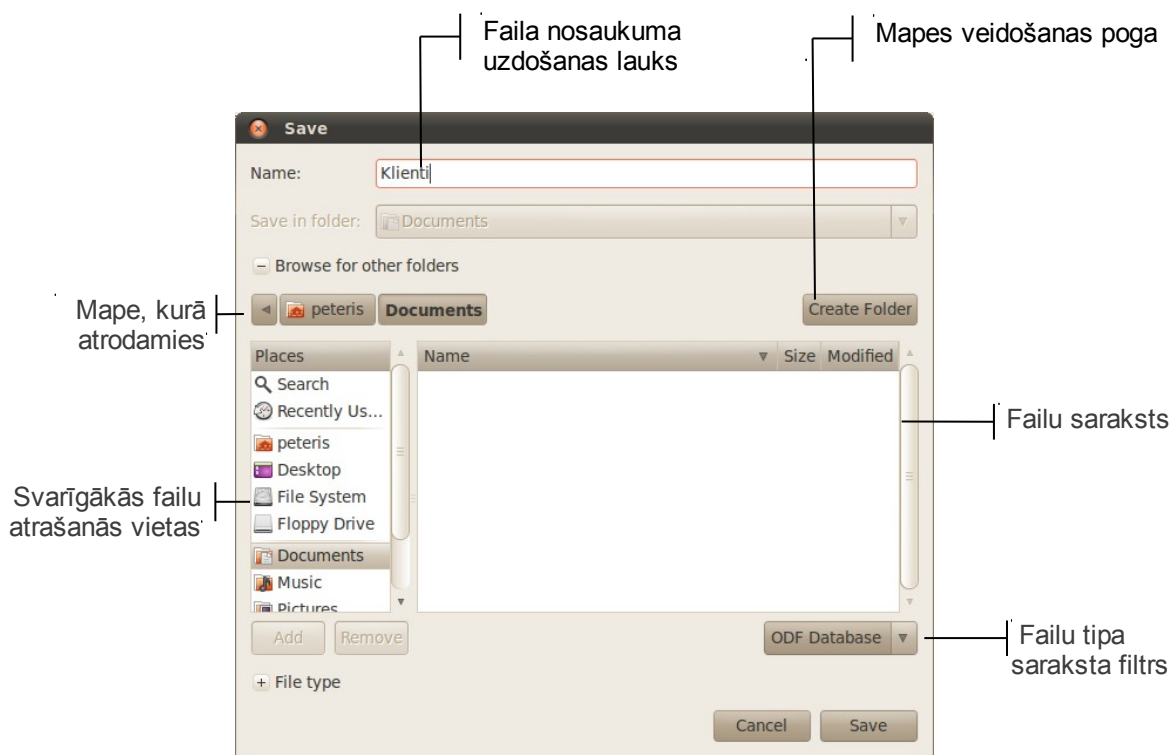 Faila nosaukuma
uzdošanas lauks
Mapes veidošanas poga
Save
Name:
Klienti
Save in folder:
Documents
Browse for other folders
Mape, kurā
atrodamies
peteris
Documents
Create Folder
Places
Name
Size
Modified
Search
Recently Us...
peteris
Desktop
File System
Floppy Drive
Documents
Music
Pictures
Failu saraksts
Svarīgākās failu
atrašanās vietas
Add
Remove
ODF Database
Failu tipa
saraksta filtrs
File type
Cancel
Save